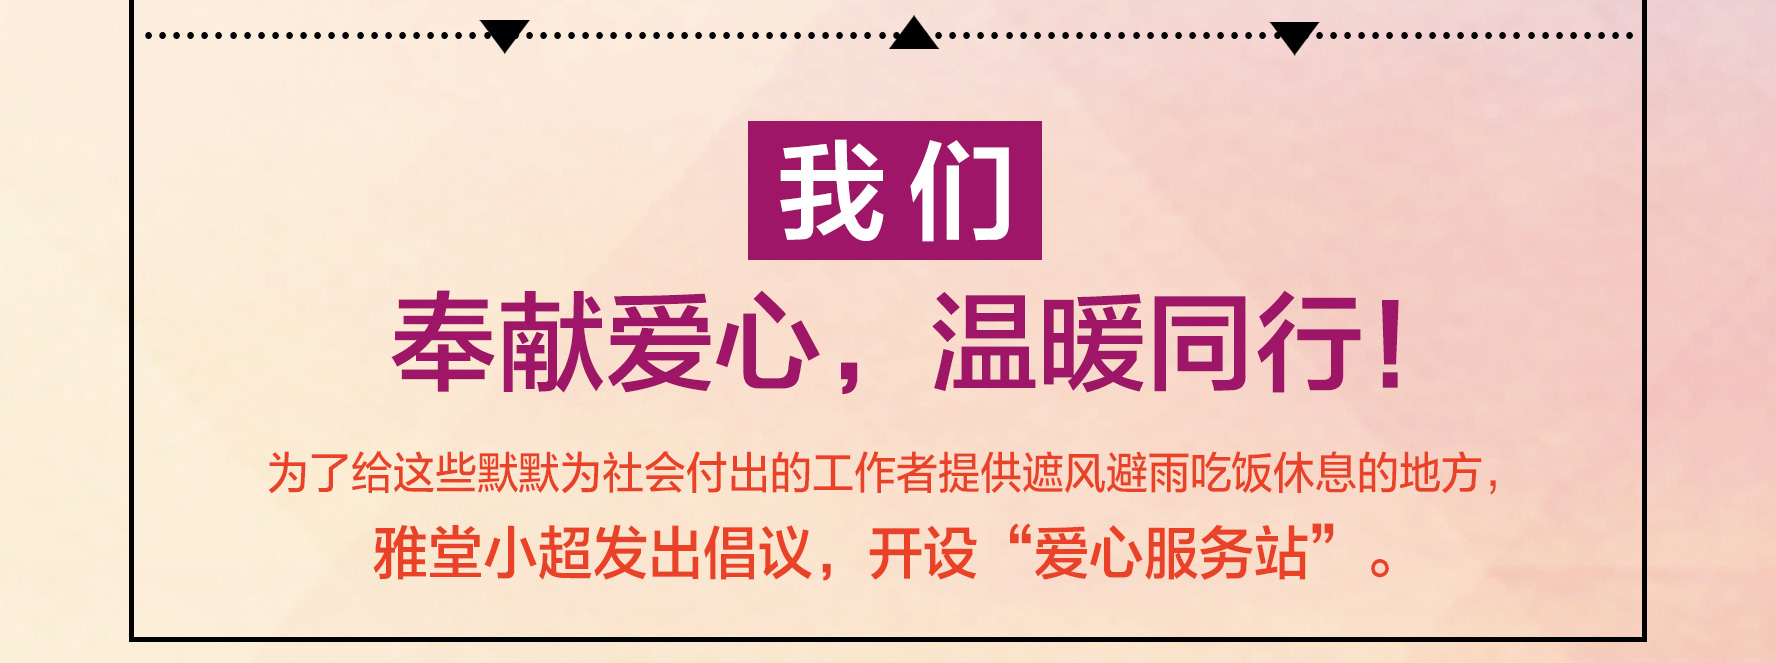 我们
奉献爱心，温暖同行！
为了给这些默默为社会付出的工作者提供遮风避雨吃饭休息的地方，
雅堂小超发出倡议，开设“爱心服务站”。